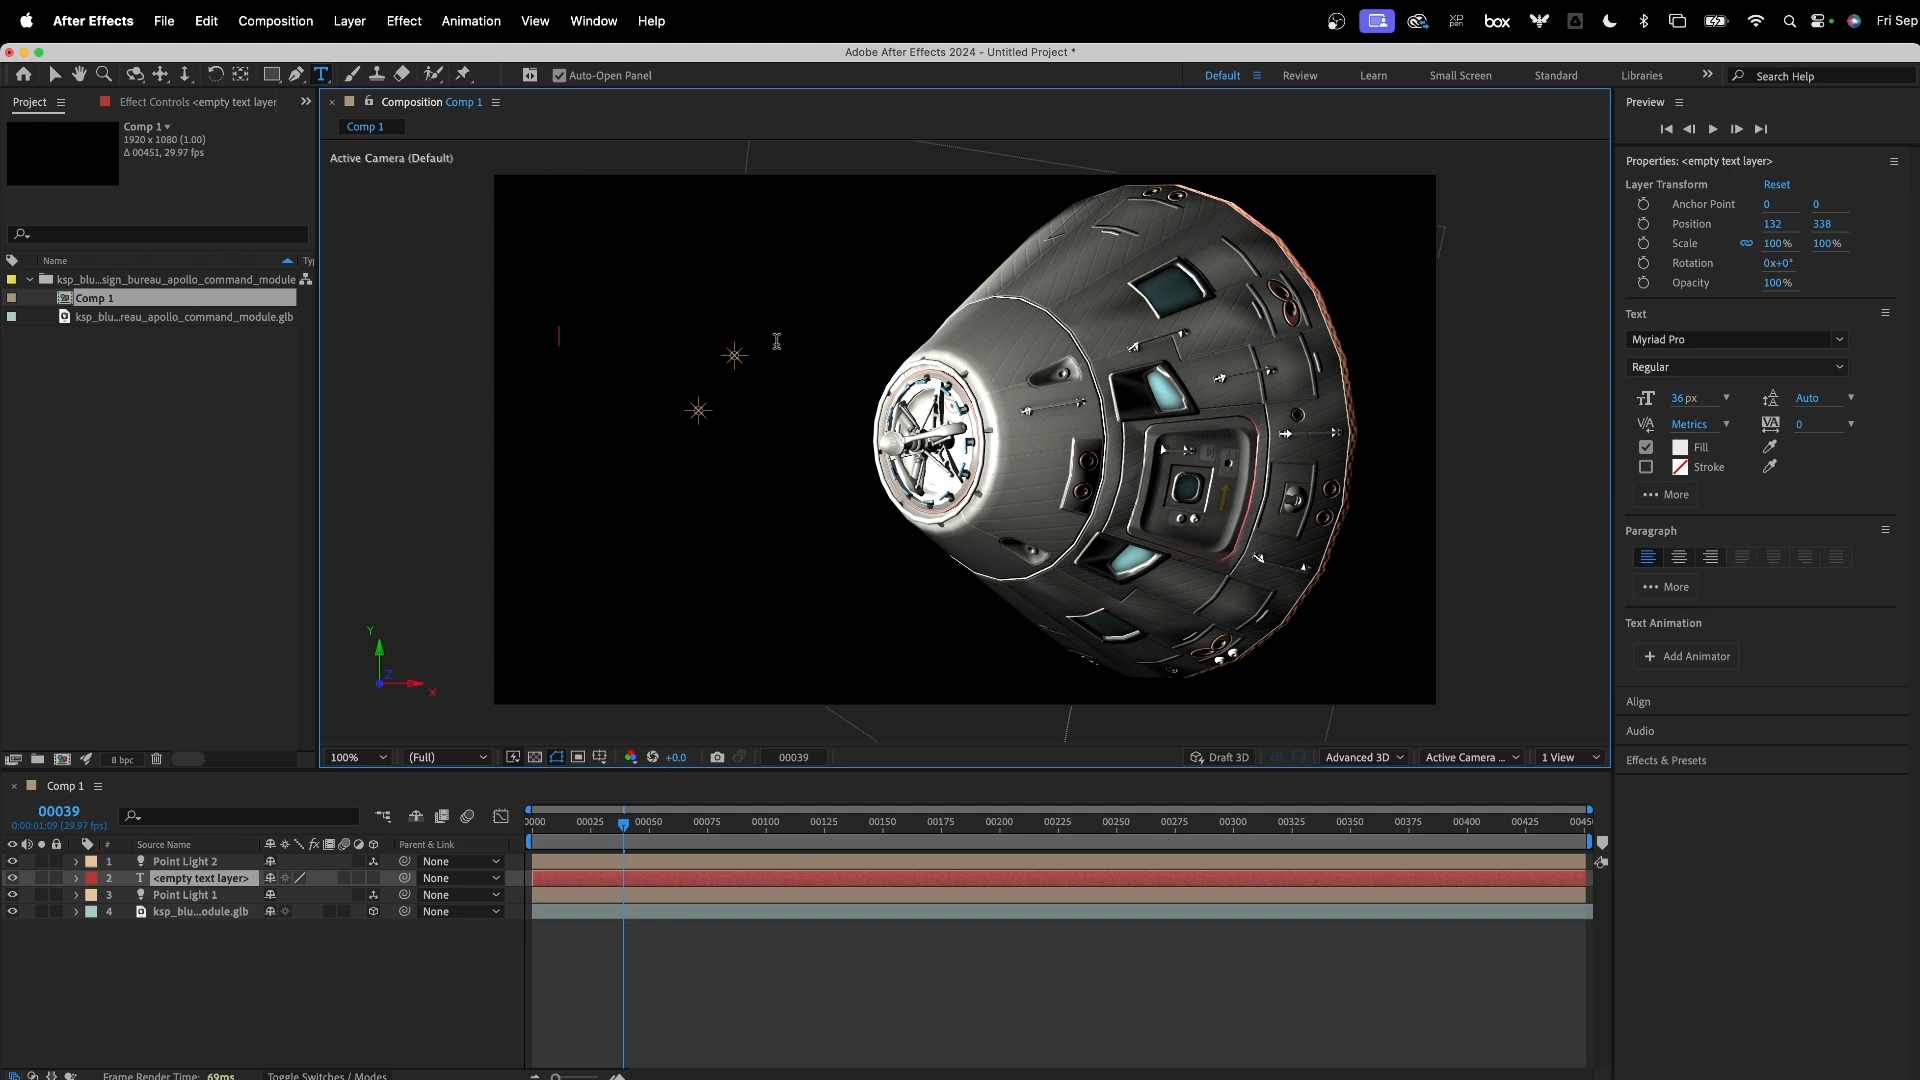 After Effects File Edit Composition Layer Effect Animation View Window Help box Fri Sep
Adobe After Effects 2024 - Untitled Project *
T Auto-Open Panel Default Review Learn Small Screen Standard Libraries Search Help
Project Effect Controls <empty text layer
Composition Comp 1
Comp 1
1920 x 1080 (1.00)
Δ 00451, 29.97 fps
Comp 1
Active Camera (Default)
Name Ty
ksp_blu...sign_bureau_apollo_command_module
Comp 1
ksp_blu...reau_apollo_command_module.glb
8 bpc
Y
Z
X
100% (Full) +0.0 00039 Draft 3D Advanced 3D Active Camera ... 1 View
Preview
Properties: <empty text layer>
Layer Transform Reset
Anchor Point 0 0
Position 132 338
Scale 100% 100%
Rotation 0x+0°
Opacity 100%
Text
Myriad Pro
Regular
36 px Auto
Metrics 0
Fill
Stroke
More
Paragraph
More
Text Animation
Add Animator
Align
Audio
Effects & Presets
Comp 1
00039
0:00:01:09 (29.97 fps)
0000 00025 00050 00075 00100 00125 00150 00175 00200 00225 00250 00275 00300 00325 00350 00375 00400 00425 0045
# Source Name fx Parent & Link
1 Point Light 2 None
2 T <empty text layer> None
3 Point Light 1 None
4 ksp_blu...odule.glb None
Frame Render Time: 69ms Toggle Switches / Modes